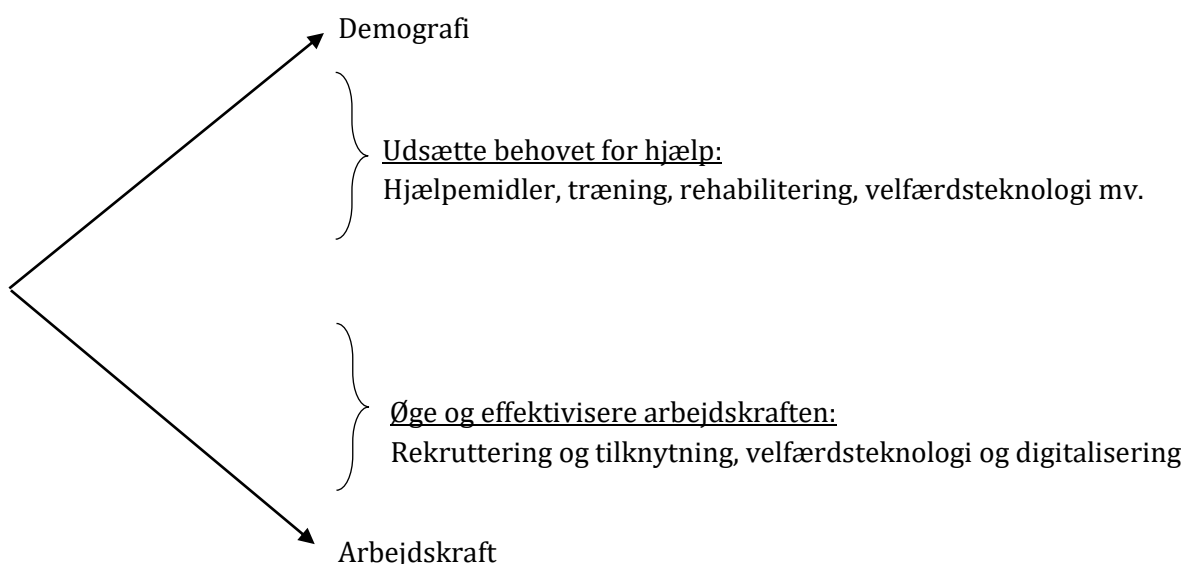 Demografi
Udsætte behovet for hjælp:
Hjælpemidler, træning, rehabilitering, velfærdsteknologi mv.
Øge og effektivisere arbejdskraften:
Rekruttering og tilknytning, velfærdsteknologi og digitalisering
Arbejdskraft